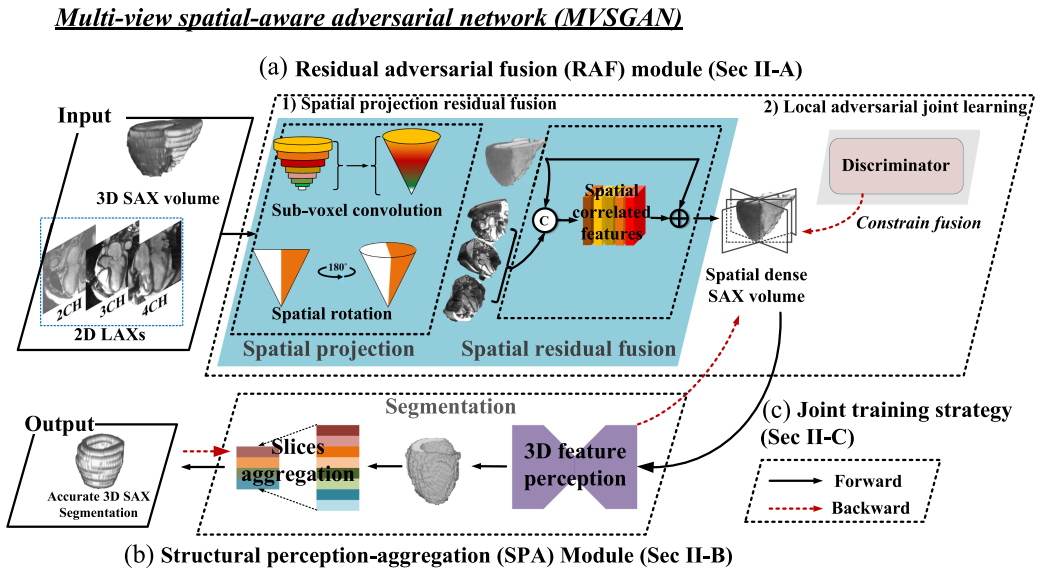 Multi-view spatial-aware adversarial network (MVSGAN)
(a) Residual adversarial fusion (RAF) module (Sec II-A)
Input
3D SAX volume
2CH
3CH
4CH
2D LAXs
1) Spatial projection residual fusion
Sub-voxel convolution
180°
Spatial rotation
Spatial projection
C
Spatial
correlated
features
Spatial residual fusion
2) Local adversarial joint learning
Discriminator
Constrain fusion
Spatial dense
SAX volume
Output
Accurate 3D SAX
Segmentation
Segmentation
Slices
aggregation
3D feature
perception
(c) Joint training strategy
(Sec II-C)
Forward
Backward
(b) Structural perception-aggregation (SPA) Module (Sec II-B)